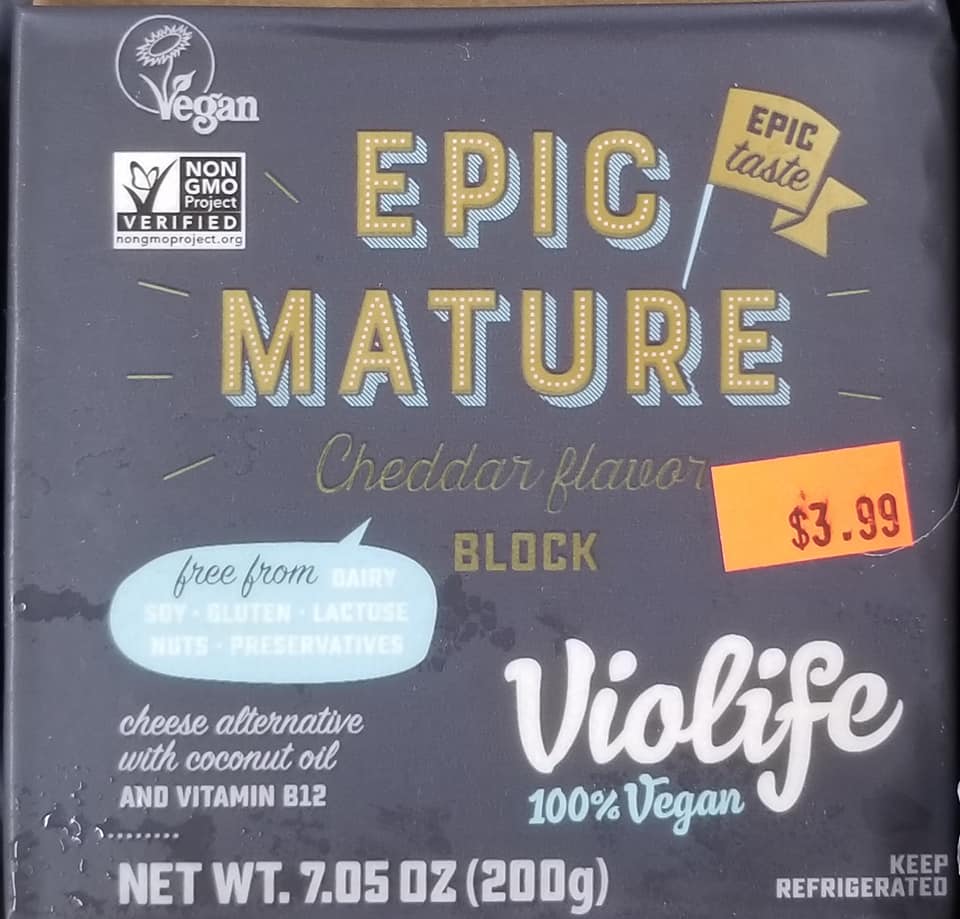 Vegan
NON
GMO
Project
VERIFIED
nongmoproject.org
EPIC
taste
EPIC
MATURE
Cheddar flavor
BLOCK
$3.99
free from DAIRY
SOY · GLUTEN · LACTOSE
NUTS · PRESERVATIVES
cheese alternative
with coconut oil
AND VITAMIN B12
Violife
100% Vegan
NET WT. 7.05 OZ (200g)
KEEP
REFRIGERATED